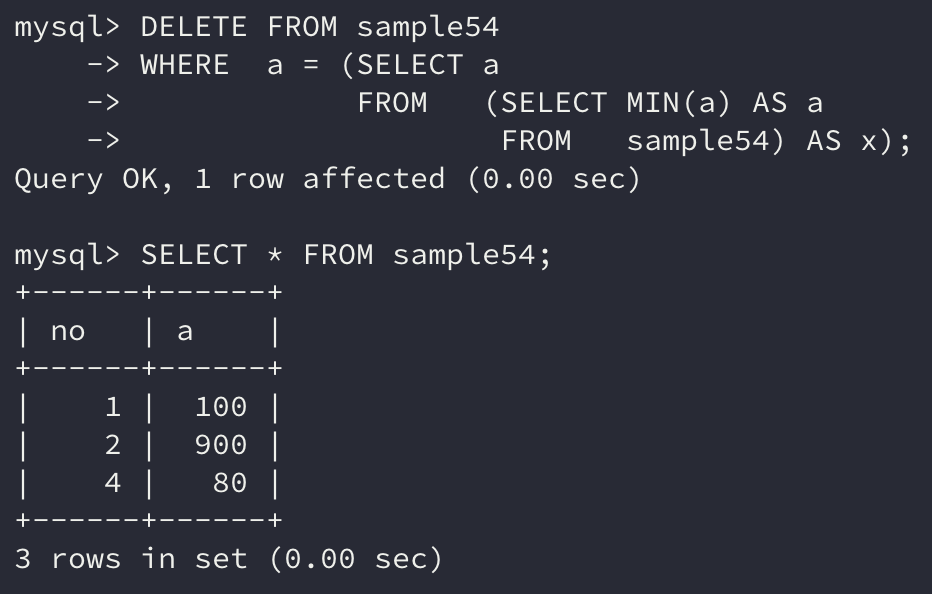 mysql> DELETE FROM sample54
    -> WHERE  a = (SELECT a
    ->             FROM   (SELECT MIN(a) AS a
    ->                     FROM   sample54) AS x);
Query OK, 1 row affected (0.00 sec)

mysql> SELECT * FROM sample54;
+------+------+
| no   | a    |
+------+------+
|    1 |  100 |
|    2 |  900 |
|    4 |   80 |
+------+------+
3 rows in set (0.00 sec)